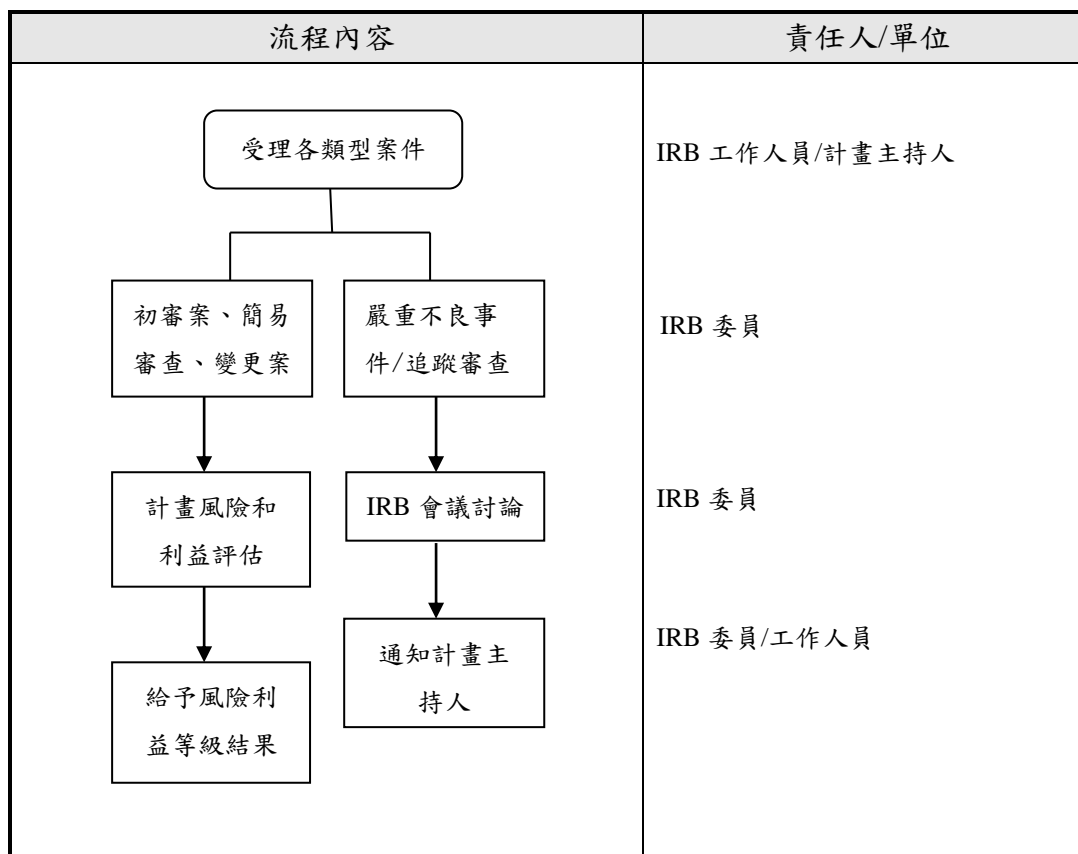 流程內容
責任人/單位
受理各類型案件
IRB 工作人員/計畫主持人
初審案、簡易
審查、變更案
嚴重不良事
件/追蹤審查
IRB 委員
計畫風險和
利益評估
IRB 會議討論
IRB 委員
給予風險利
益等級結果
通知計畫主
持人
IRB 委員/工作人員